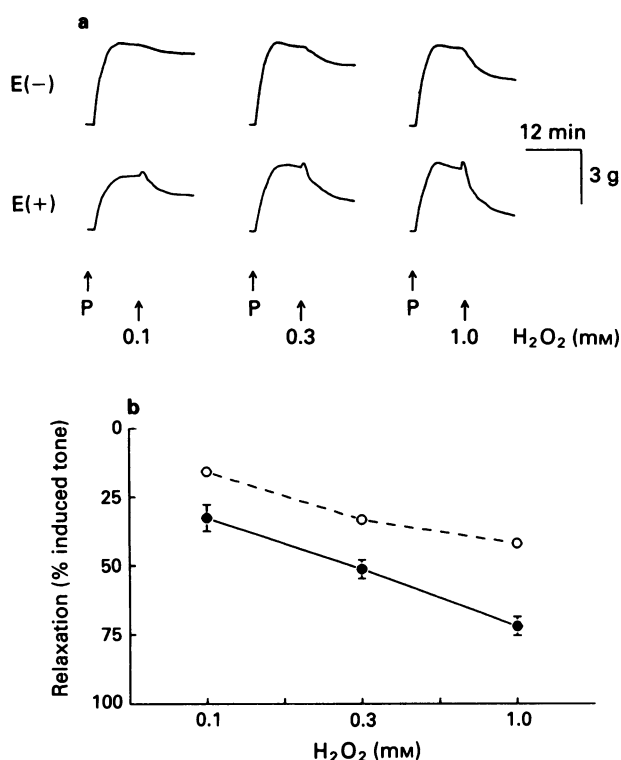 a
E(−)
12 min
3 g
E(+)
P P P
0.1 0.3 1.0 H₂O₂ (mM)
b
Relaxation (% induced tone)
0
25
50
75
100
0.1 0.3 1.0
H₂O₂ (mM)